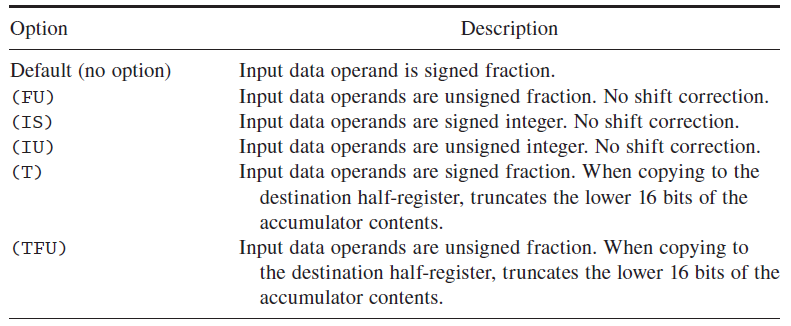 Option Description
Default (no option) Input data operand is signed fraction.
(FU) Input data operands are unsigned fraction. No shift correction.
(IS) Input data operands are signed integer. No shift correction.
(IU) Input data operands are unsigned integer. No shift correction.
(T) Input data operands are signed fraction. When copying to the
destination half-register, truncates the lower 16 bits of the
accumulator contents.
(TFU) Input data operands are unsigned fraction. When copying to
the destination half-register, truncates the lower 16 bits of the
accumulator contents.